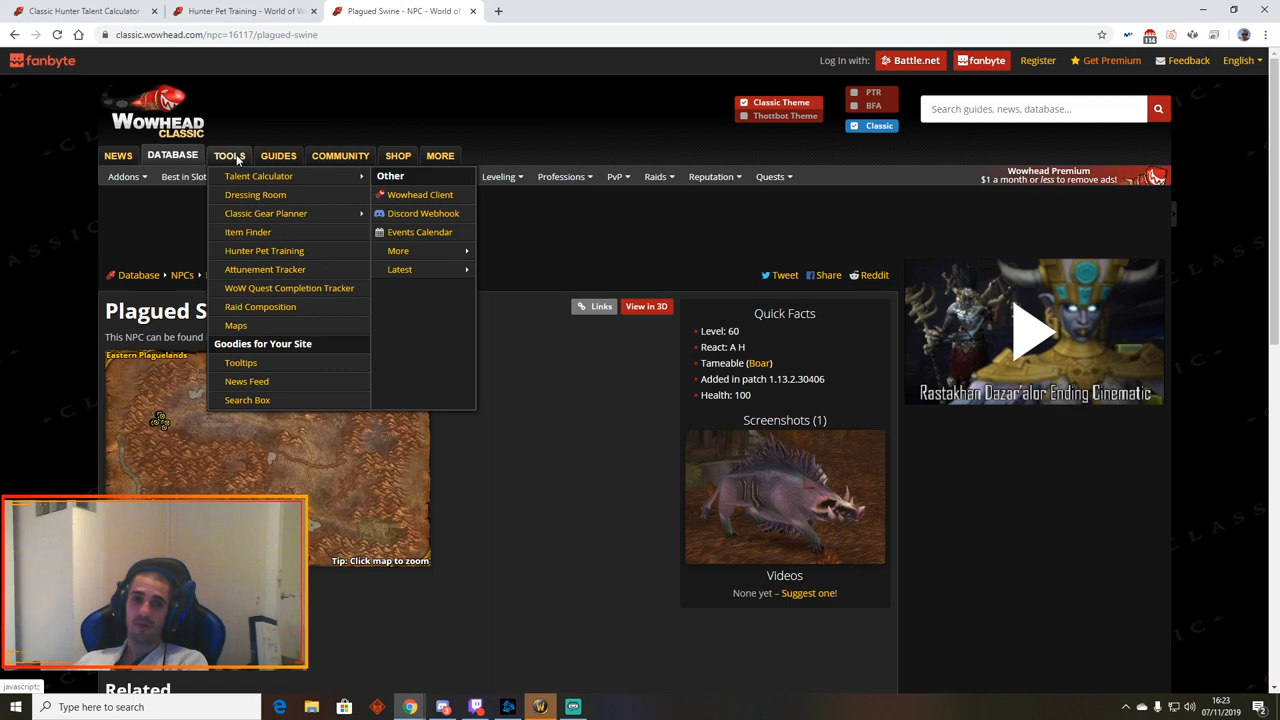 Classic Hunter Talent Calculator -
Hunter Pet Training - World of W
Plagued Swine - NPC - World of
classic.wowhead.com/npc=16117/plagued-swine
114
fanbyte
Log In with:
Battle.net
fanbyte
Register
Get Premium
Feedback
English
WOWHEAD
CLASSIC
Classic Theme
Thottbot Theme
PTR
BFA
Classic
Search guides, news, database...
NEWS
DATABASE
TOOLS
GUIDES
COMMUNITY
SHOP
MORE
Addons
Best in Slot
Leveling
Professions
PvP
Raids
Reputation
Quests
Wowhead Premium
$1 a month or less to remove ads!
Talent Calculator
Dressing Room
Classic Gear Planner
Item Finder
Hunter Pet Training
Attunement Tracker
WoW Quest Completion Tracker
Raid Composition
Maps
Goodies for Your Site
Tooltips
News Feed
Search Box
Other
Wowhead Client
Discord Webhook
Events Calendar
More
Latest
Database
NPCs
Tweet
Share
Reddit
Plagued S
Links
View in 3D
This NPC can be found
Eastern Plaguelands
Tip: Click map to zoom
Quick Facts
Level: 60
React: A H
Tameable (Boar)
Added in patch 1.13.2.30406
Health: 100
Screenshots (1)
Videos
None yet – Suggest one!
Rastakhan Dazar'alor Ending Cinematic
Related
javascript:;
Type here to search
16:23
07/11/2019
2